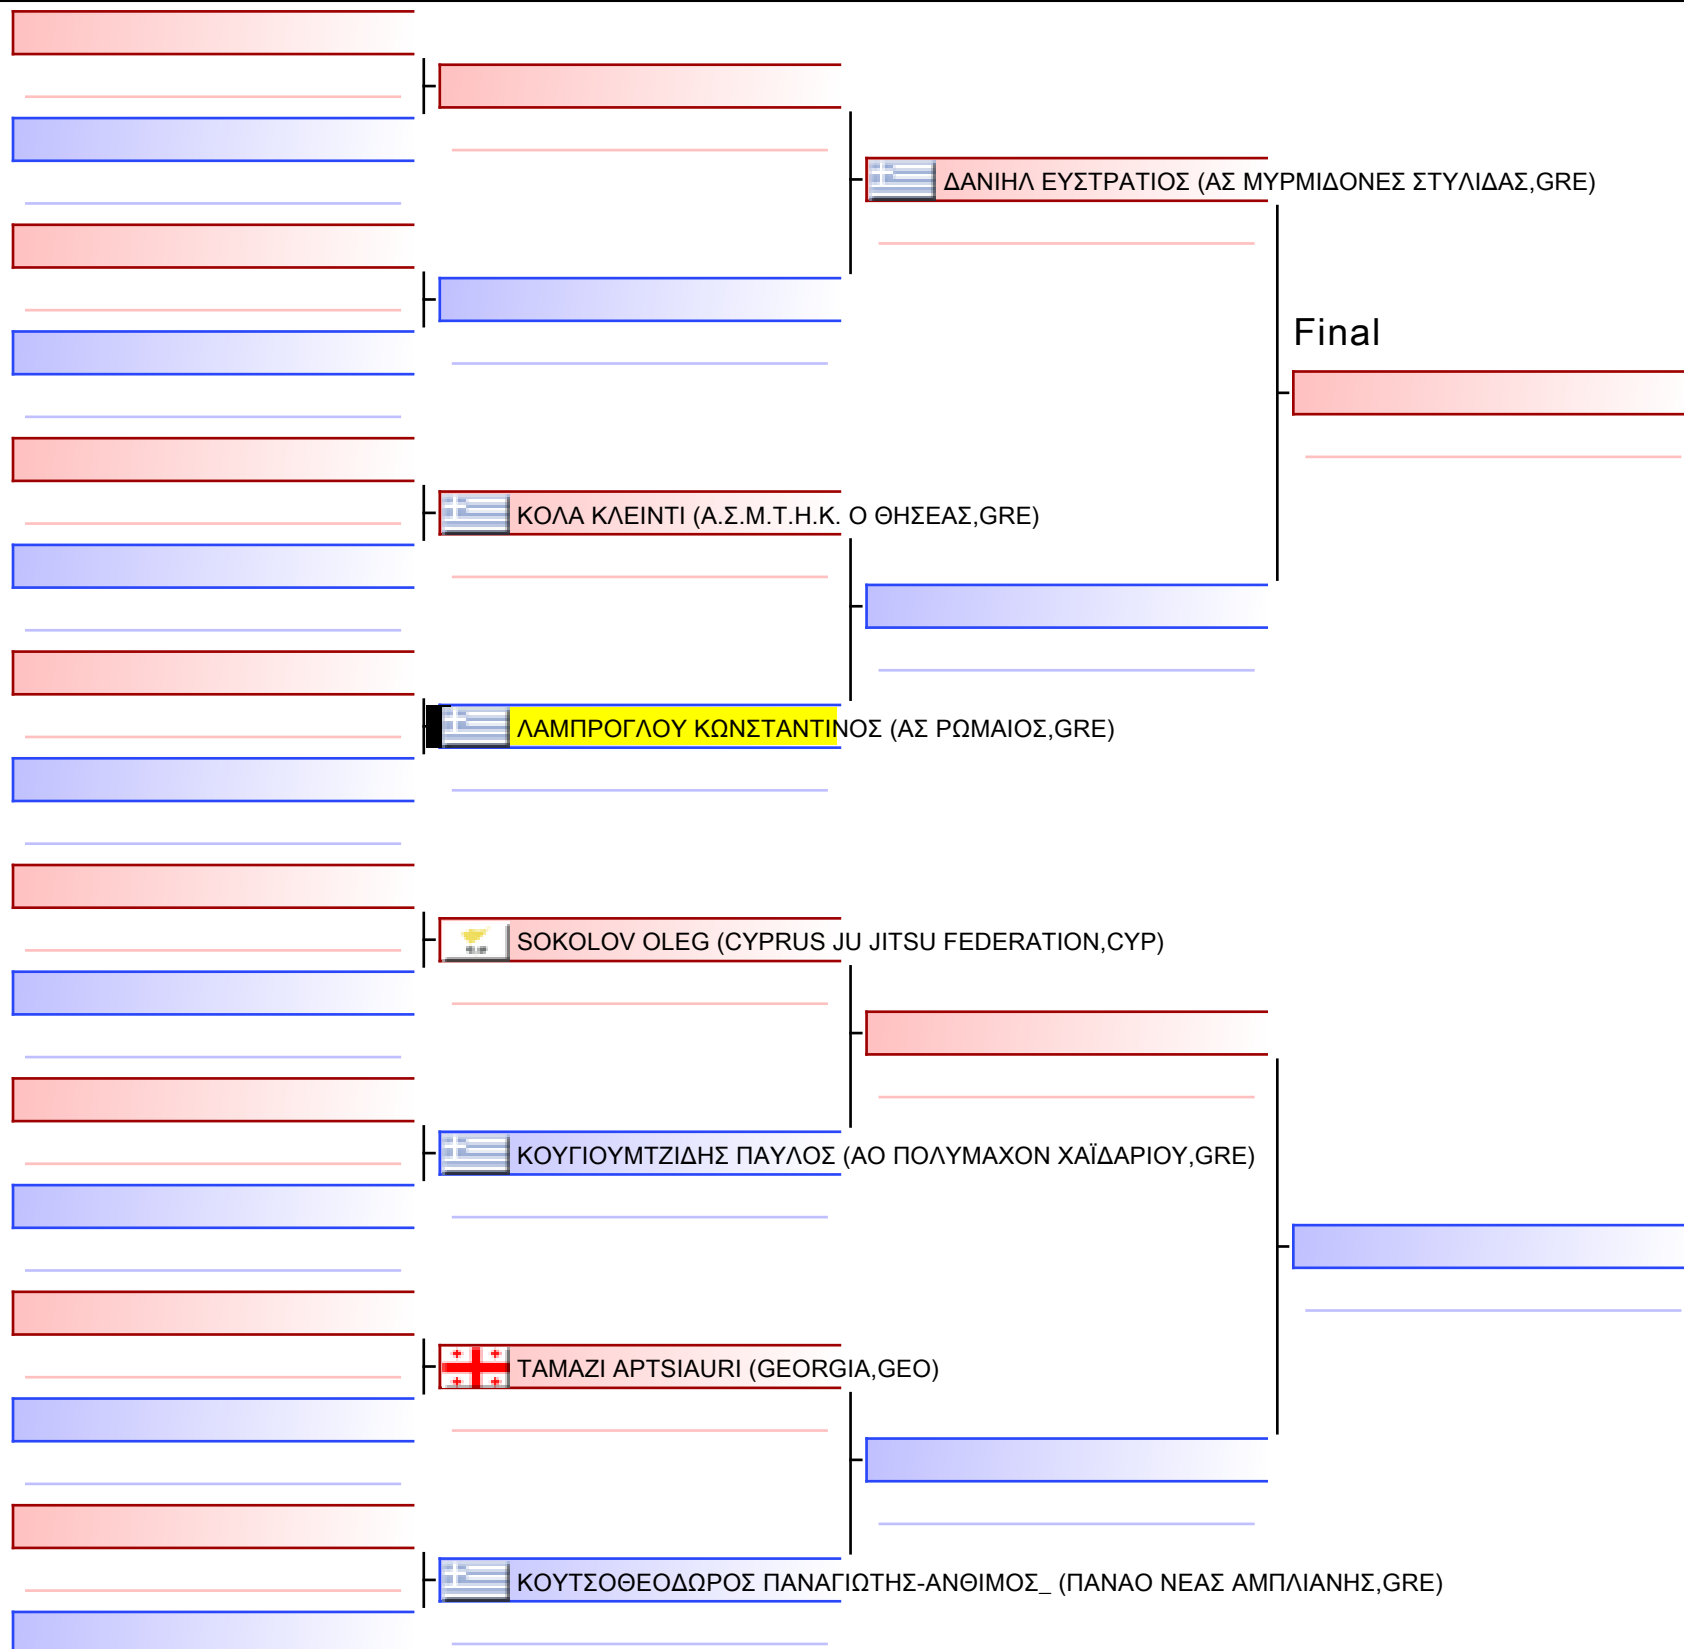 ΔΑΝΙΗΛ ΕΥΣΤΡΑΤΙΟΣ (ΑΣ ΜΥΡΜΙΔΟΝΕΣ ΣΤΥΛΙΔΑΣ,GRE)
Final
ΚΟΛΑ ΚΛΕΙΝΤΙ (Α.Σ.Μ.Τ.Η.Κ. Ο ΘΗΣΕΑΣ,GRE)
ΛΑΜΠΡΟΓΛΟΥ ΚΩΝΣΤΑΝΤΙΝΟΣ (ΑΣ ΡΩΜΑΙΟΣ,GRE)
SOKOLOV OLEG (CYPRUS JU JITSU FEDERATION,CYP)
ΚΟΥΓΙΟΥΜΤΖΙΔΗΣ ΠΑΥΛΟΣ (ΑΟ ΠΟΛΥΜΑΧΟΝ ΧΑΪΔΑΡΙΟΥ,GRE)
TAMAZI APTSIAURI (GEORGIA,GEO)
ΚΟΥΤΣΟΘΕΟΔΩΡΟΣ ΠΑΝΑΓΙΩΤΗΣ-ΑΝΘΙΜΟΣ_ (ΠΑΝΑΟ ΝΕΑΣ ΑΜΠΛΙΑΝΗΣ,GRE)